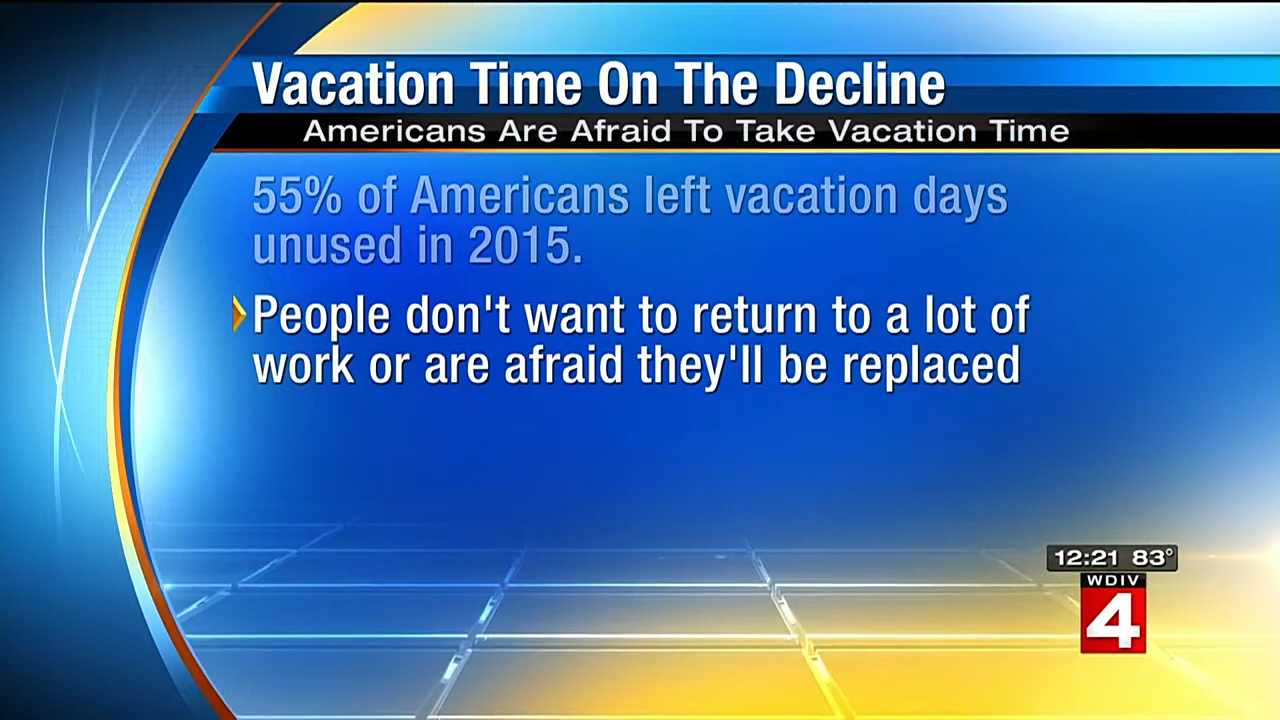 Vacation Time On The Decline
Americans Are Afraid To Take Vacation Time
55% of Americans left vacation days
unused in 2015.
People don't want to return to a lot of
work or are afraid they'll be replaced
12:21 83°
WDIV
4